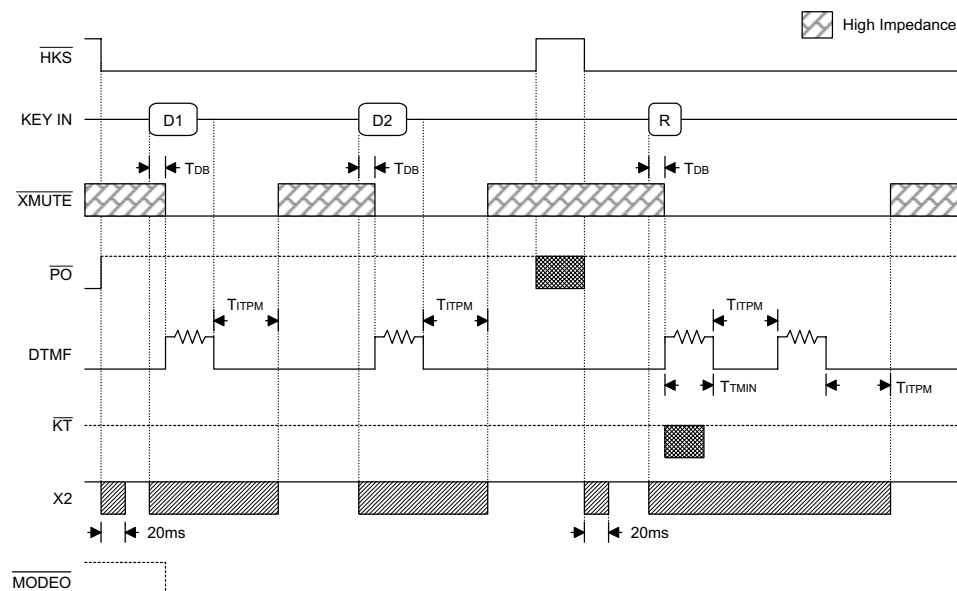 High Impedance
HKS
KEY IN D1 D2 R
TDB TDB TDB
XMUTE
PO
TITPM TITPM TITPM
DTMF
TTMIN TITPM
KT
X2
20ms 20ms
MODEO